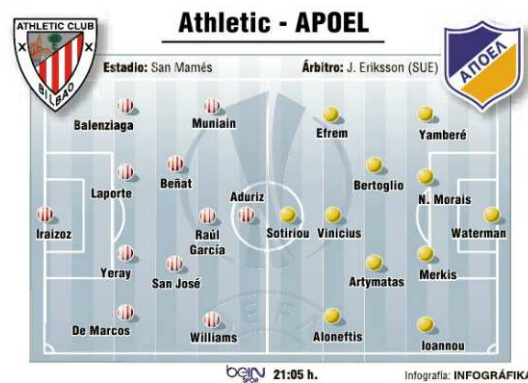 Athletic - APOEL
ATHLETIC CLUB
BILBAO
ΑΠΟΕΛ
Estadio: San Mamés
Árbitro: J. Eriksson (SUE)
Balenziaga
Muniain
Efrem
Yamberé
Laporte
Beñat
Bertoglio
N. Morais
Iraizoz
Raúl
García
Aduriz
Sotiriou
Vinicius
Waterman
Yeray
San José
Artymatas
Merkis
De Marcos
Williams
Aloneftis
Ioannou
UEFA
beIN
SPORT
21:05 h.
Infografía: INFOGRÁFIKA